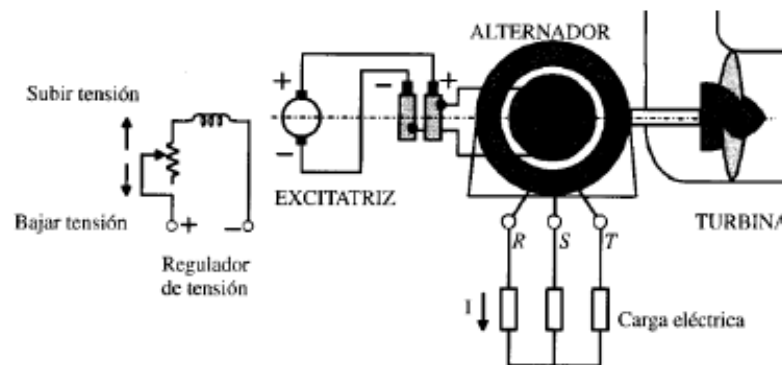 ALTERNADOR
Subir tensión
+
-
+
-
EXCITATRIZ
Bajar tensión
+
-
Regulador
de tensión
R S T
TURBINA
I
Carga eléctrica